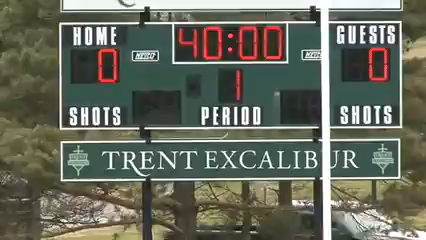 HOME 40:00 GUESTS
0 0
1
SHOTS PERIOD SHOTS
TRENT EXCALIBUR